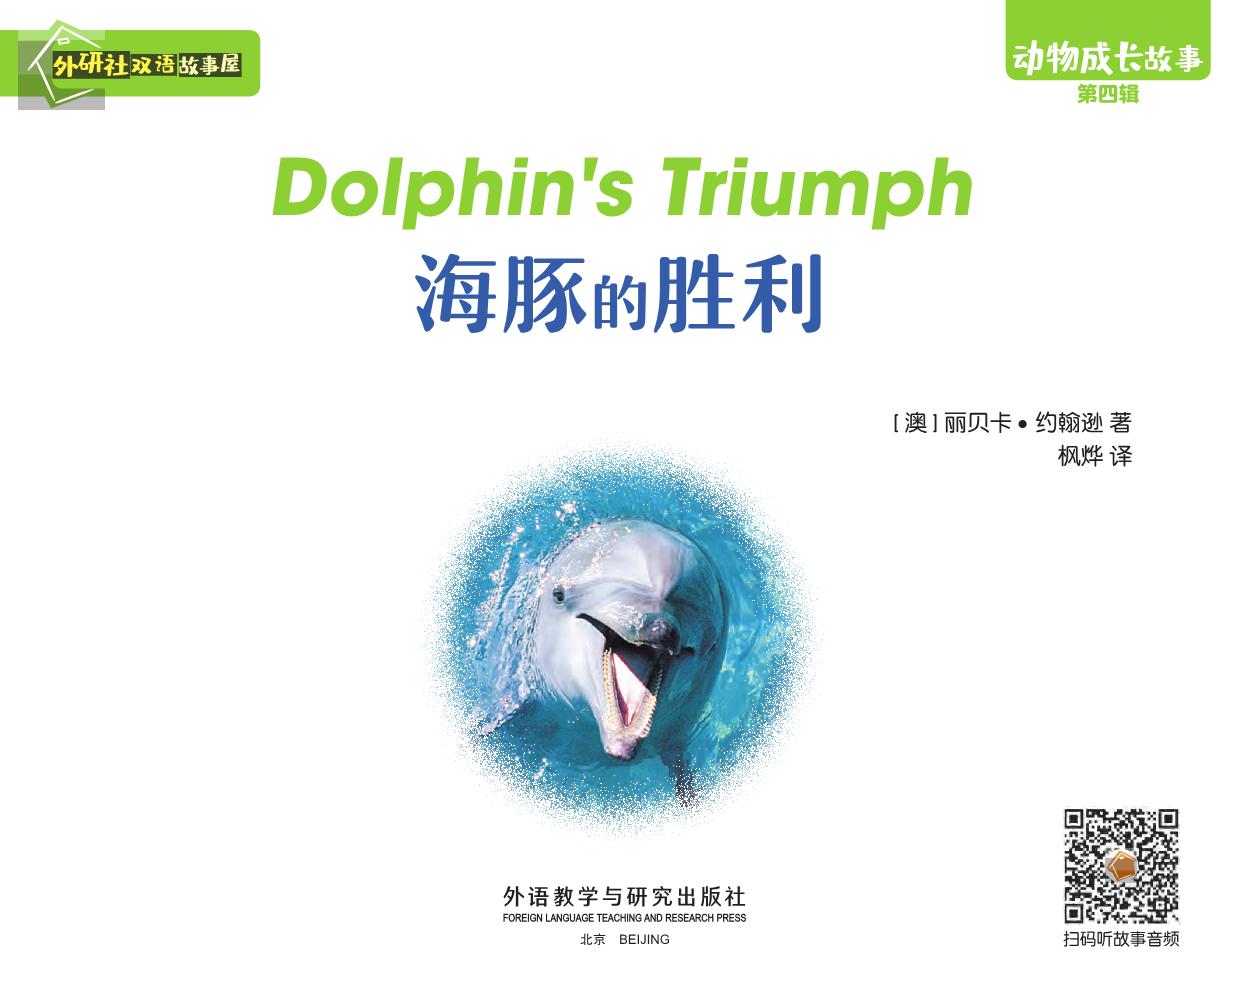 外研社双语故事屋
动物成长故事
第四辑
Dolphin's Triumph
海豚的胜利
[澳]丽贝卡•约翰逊 著
枫烨 译
外语教学与研究出版社
FOREIGN LANGUAGE TEACHING AND RESEARCH PRESS
北京 BEIJING
扫码听故事音频